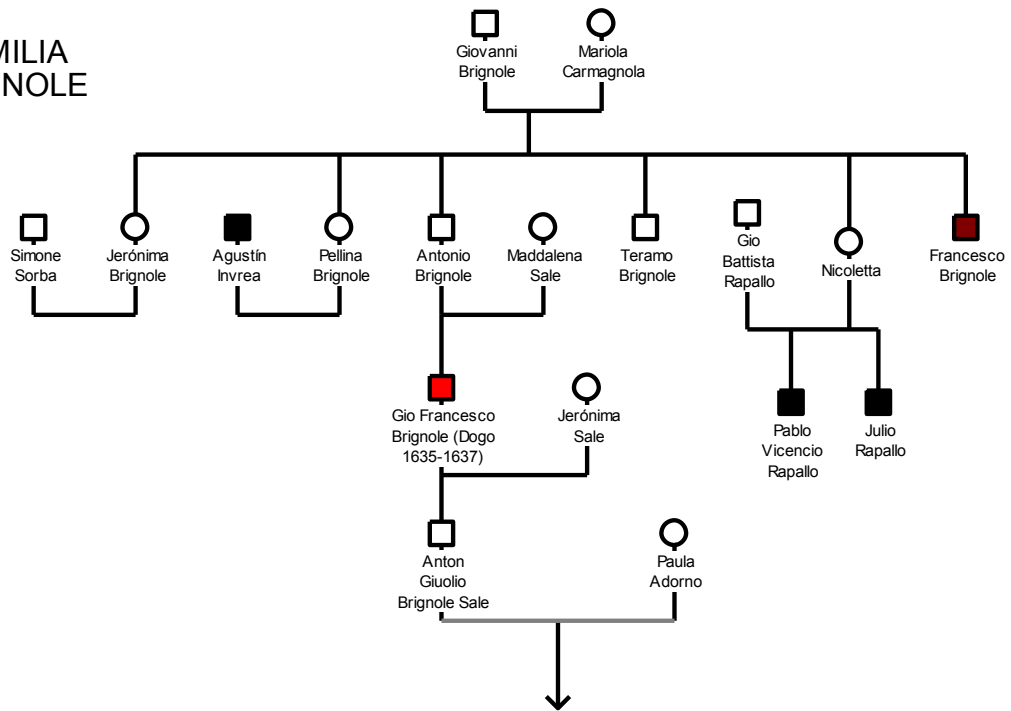 MILIA
GNOLE
Giovanni
Brignole
Mariola
Carmagnola
Simone
Sorba
Jerónima
Brignole
Agustín
Invrea
Pellina
Brignole
Antonio
Brignole
Maddalena
Sale
Teramo
Brignole
Gio
Battista
Rapallo
Nicoletta
Francesco
Brignole
Gio Francesco
Brignole (Dogo
1635-1637)
Jerónima
Sale
Pablo
Vicencio
Rapallo
Julio
Rapallo
Anton
Giuolio
Brignole Sale
Paula
Adorno